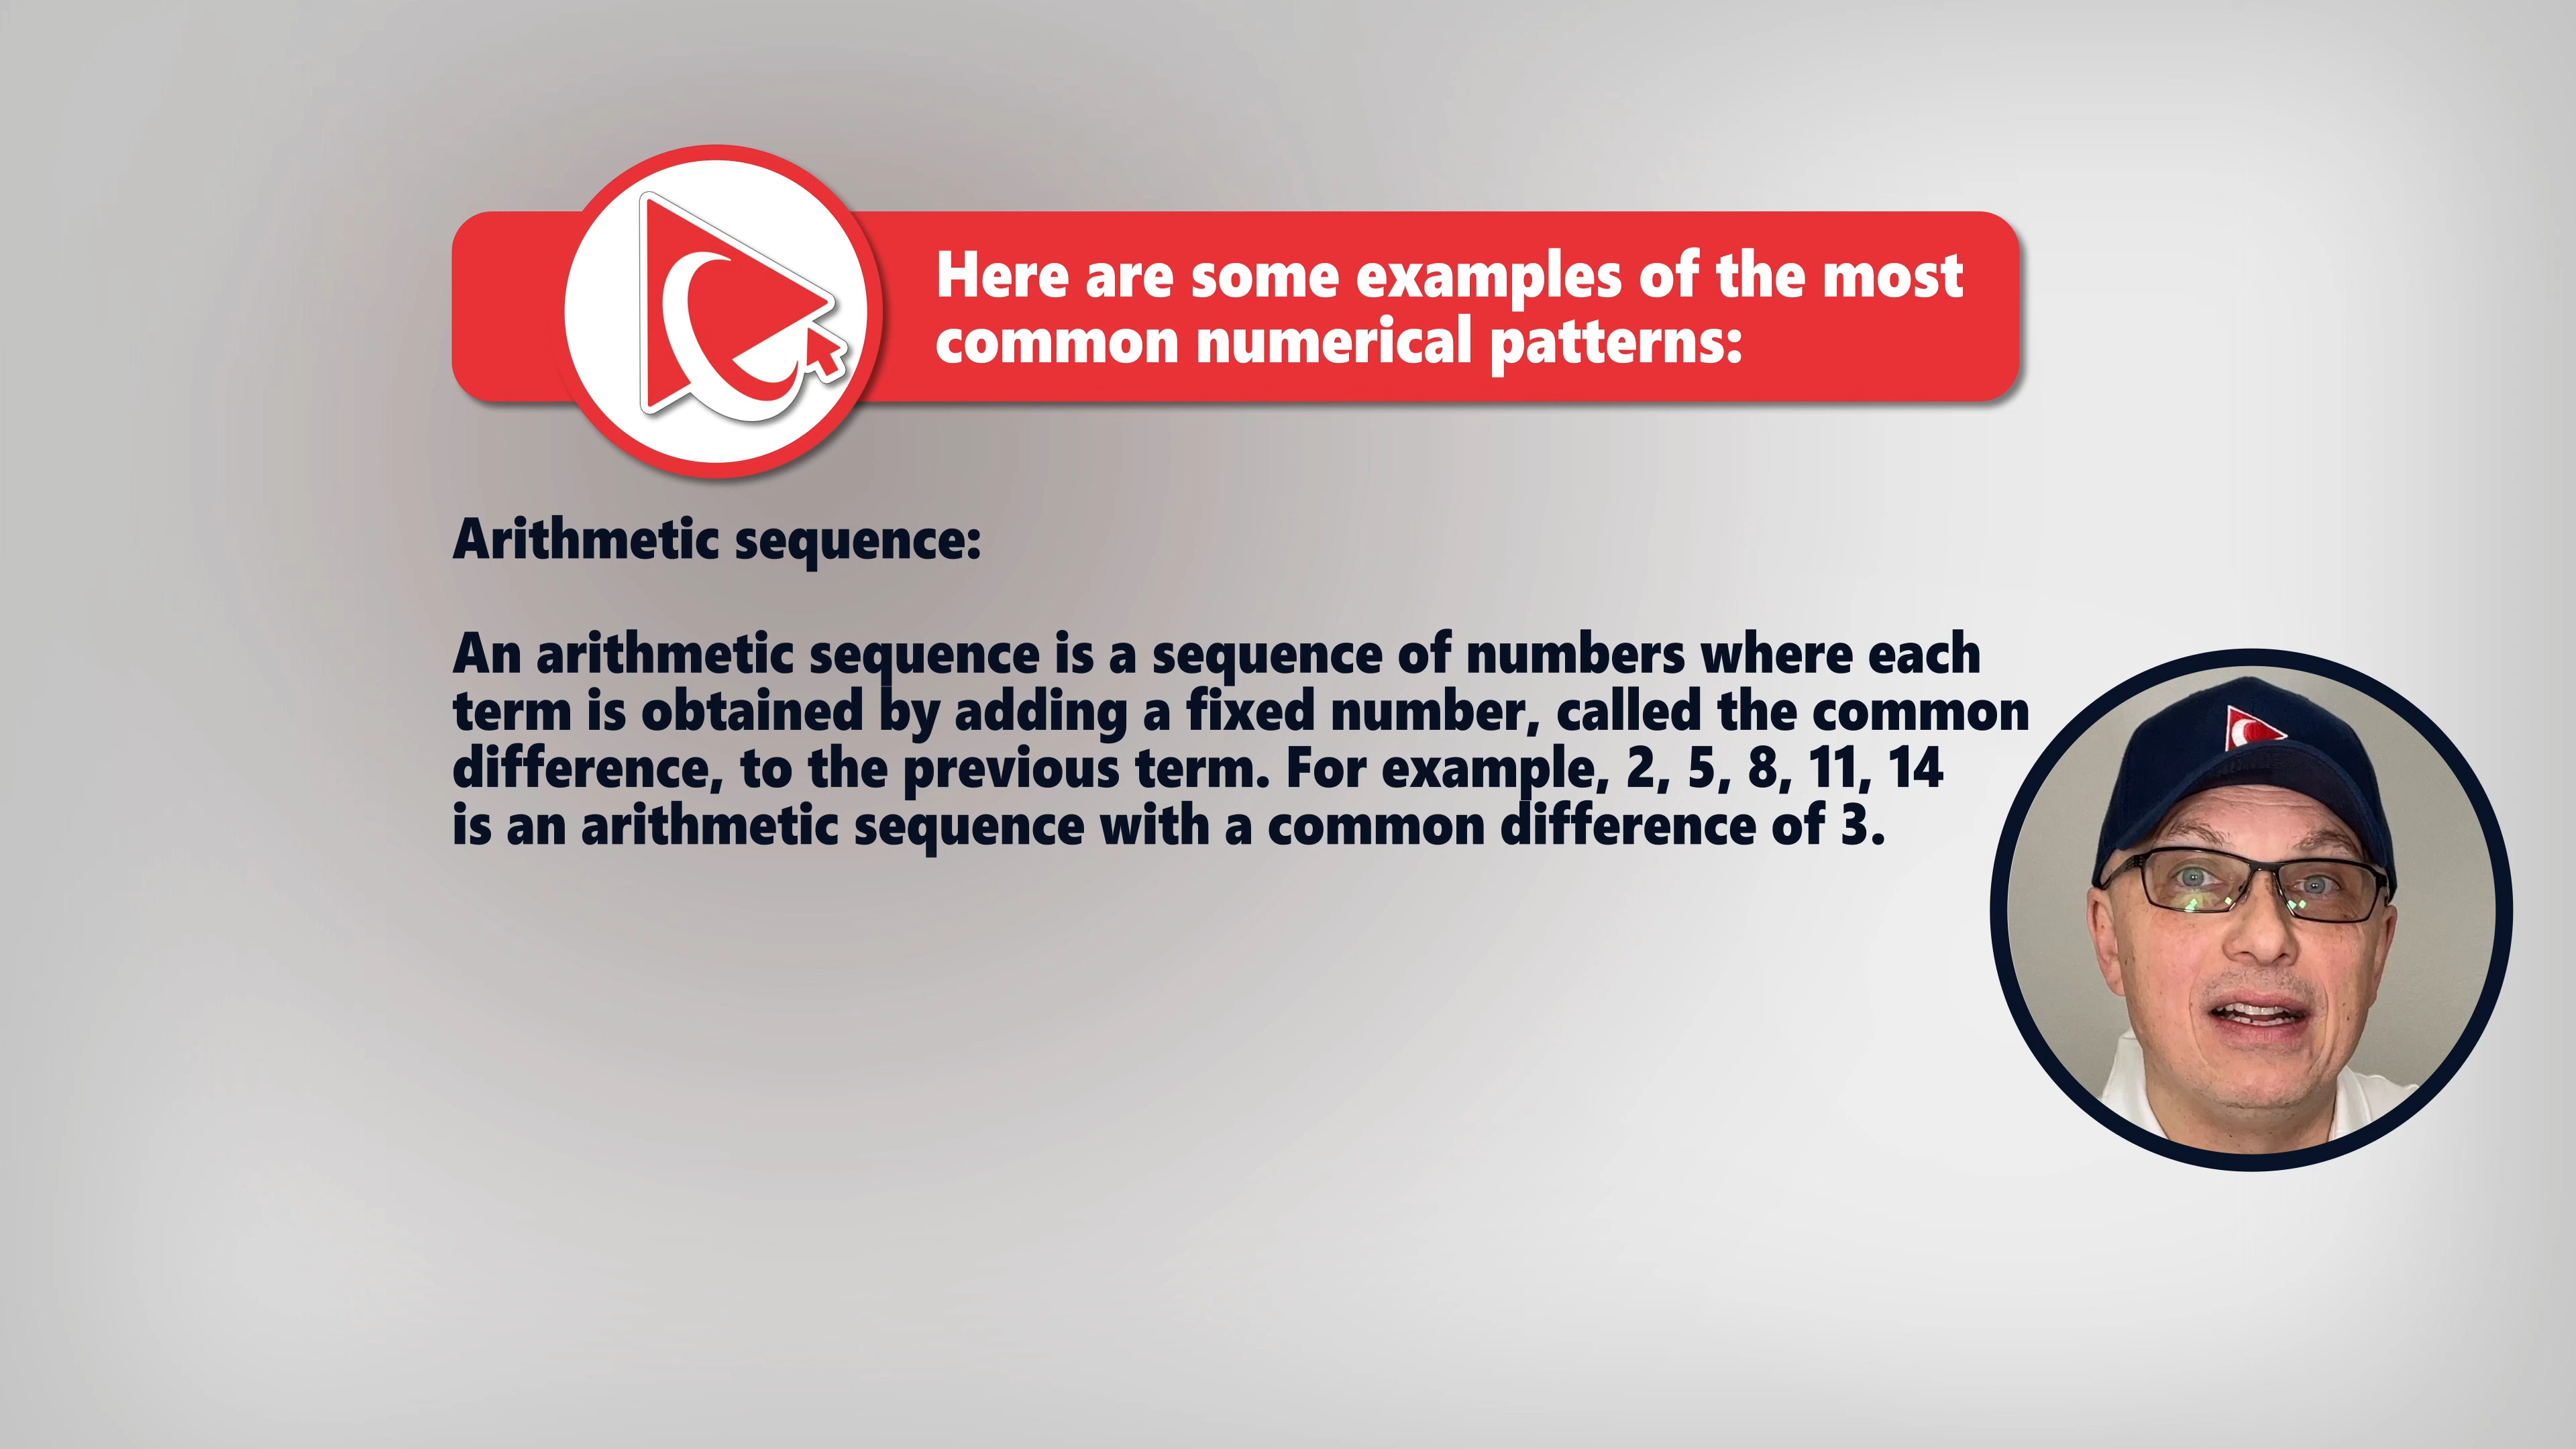 Here are some examples of the most
common numerical patterns:
Arithmetic sequence:
An arithmetic sequence is a sequence of numbers where each
term is obtained by adding a fixed number, called the common
difference, to the previous term. For example, 2, 5, 8, 11, 14
is an arithmetic sequence with a common difference of 3.